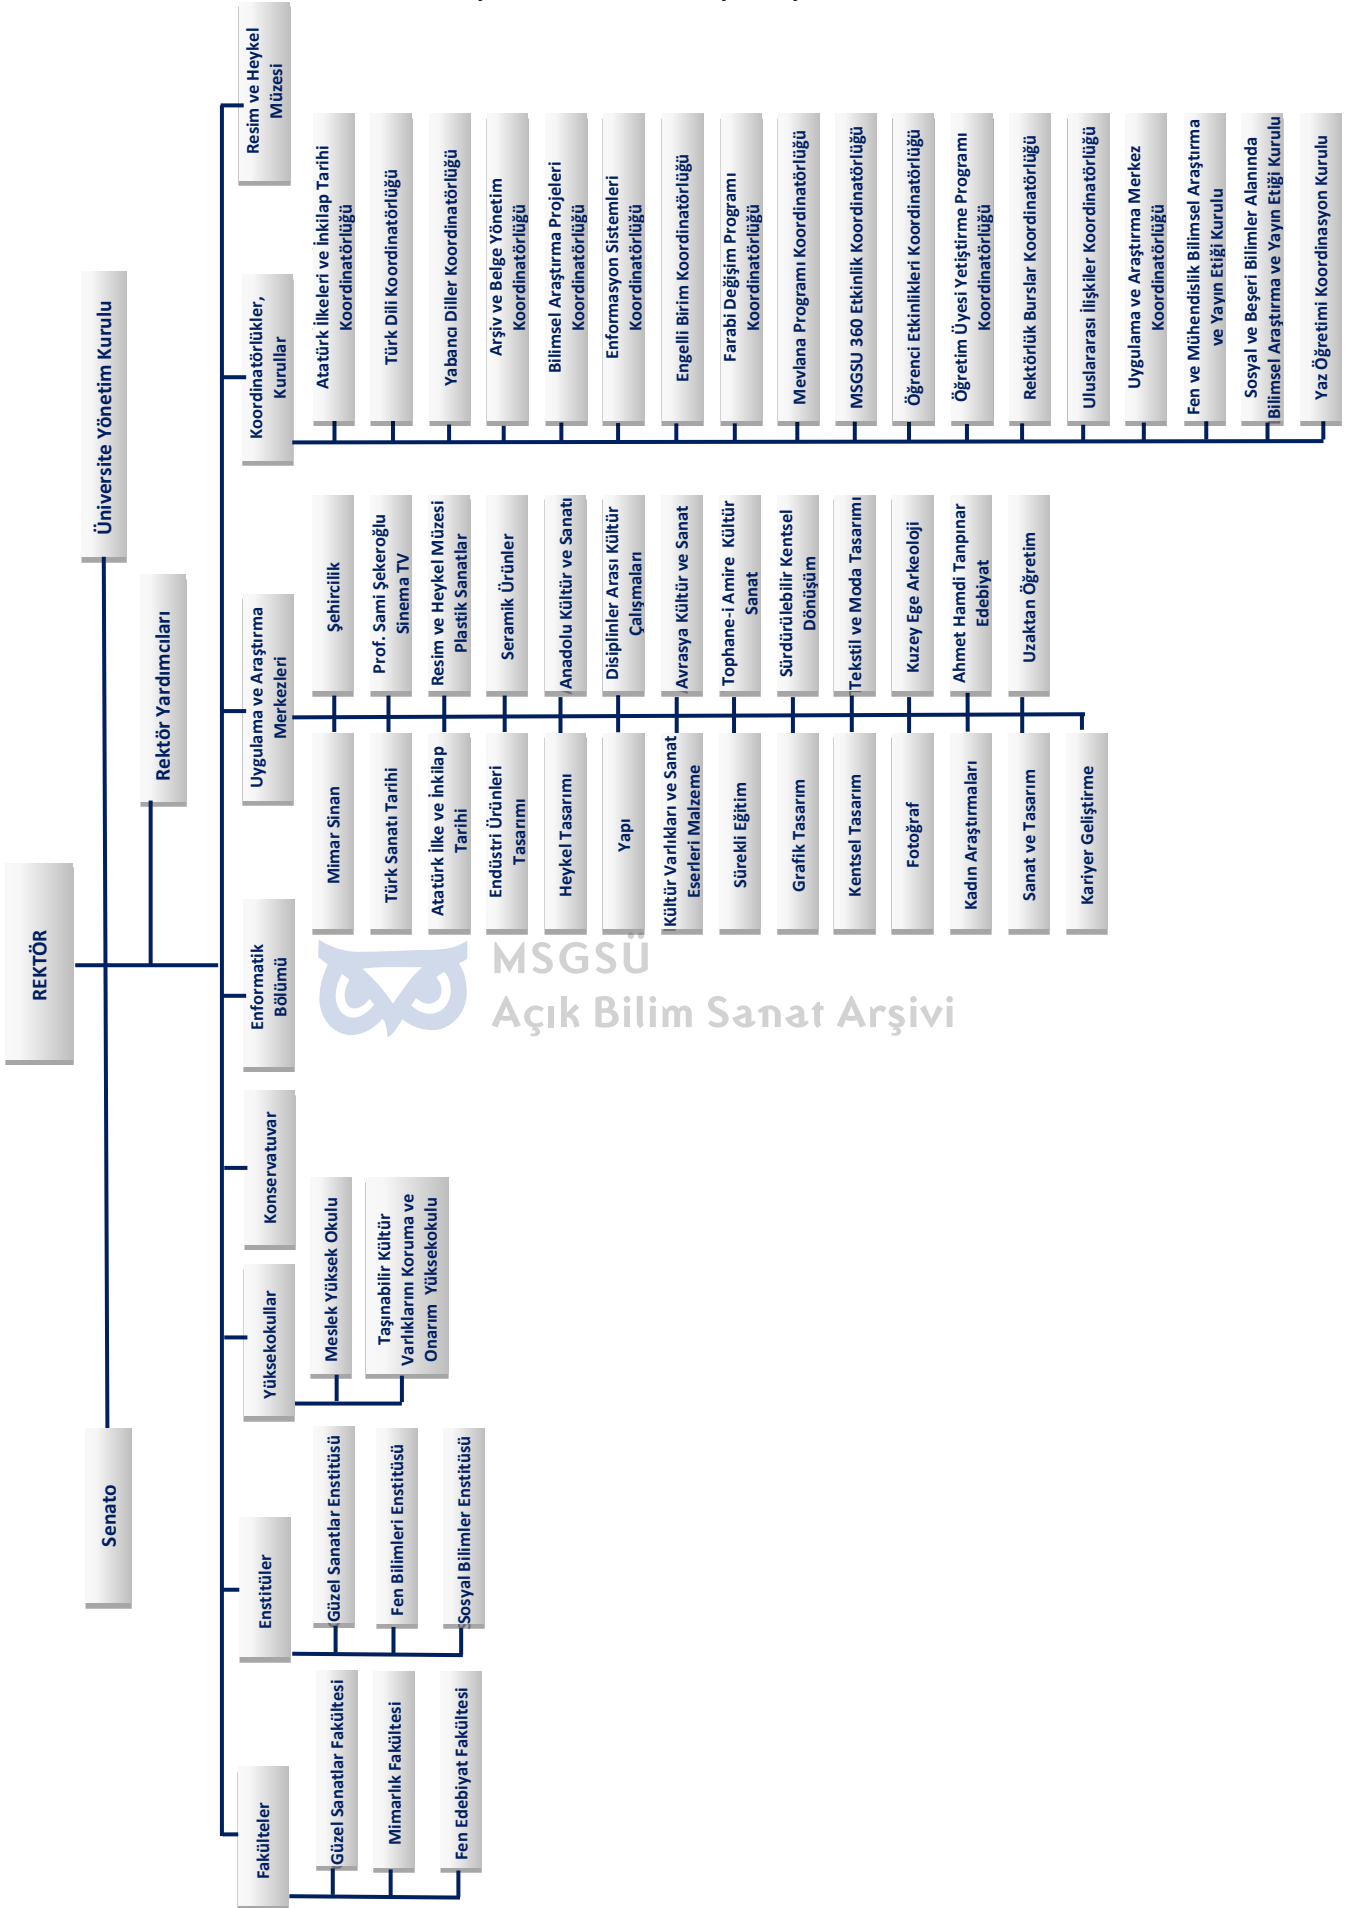 REKTÖR
Senato
Üniversite Yönetim Kurulu
Rektör Yardımcıları
Fakülteler
Güzel Sanatlar Fakültesi
Mimarlık Fakültesi
Fen Edebiyat Fakültesi
Enstitüler
Güzel Sanatlar Enstitüsü
Fen Bilimleri Enstitüsü
Sosyal Bilimler Enstitüsü
Yüksekokullar
Meslek Yüksek Okulu
Taşınabilir Kültür
Varlıklarını Koruma ve
Onarım Yüksekokulu
Konservatuvar
Enformatik
Bölümü
Uygulama ve Araştırma
Merkezleri
Mimar Sinan
Türk Sanatı Tarihi
Atatürk İlke ve İnkilap
Tarihi
Endüstri Ürünleri
Tasarımı
Heykel Tasarımı
Yapı
Kültür Varlıkları ve Sanat
Eserleri Malzeme
Sürekli Eğitim
Grafik Tasarım
Kentsel Tasarım
Fotoğraf
Kadın Araştırmaları
Sanat ve Tasarım
Kariyer Geliştirme
Şehircilik
Prof. Sami Şekeroğlu
Sinema TV
Resim ve Heykel Müzesi
Plastik Sanatlar
Seramik Ürünler
Anadolu Kültür ve Sanatı
Disiplinler Arası Kültür
Çalışmaları
Avrasya Kültür ve Sanat
Tophane-i Amire Kültür
Sanat
Sürdürülebilir Kentsel
Dönüşüm
Tekstil ve Moda Tasarımı
Kuzey Ege Arkeoloji
Ahmet Hamdi Tanpınar
Edebiyat
Uzaktan Öğretim
Koordinatörlükler,
Kurullar
Atatürk İlkeleri ve İnkilap Tarihi
Koordinatörlüğü
Türk Dili Koordinatörlüğü
Yabancı Diller Koordinatörlüğü
Arşiv ve Belge Yönetim
Koordinatörlüğü
Bilimsel Araştırma Projeleri
Koordinatörlüğü
Enformasyon Sistemleri
Koordinatörlüğü
Engelli Birim Koordinatörlüğü
Farabi Değişim Programı
Koordinatörlüğü
Mevlana Programı Koordinatörlüğü
MSGSU 360 Etkinlik Koordinatörlüğü
Öğrenci Etkinlikleri Koordinatörlüğü
Öğretim Üyesi Yetiştirme Programı
Koordinatörlüğü
Rektörlük Burslar Koordinatörlüğü
Uluslararası İlişkiler Koordinatörlüğü
Uygulama ve Araştırma Merkez
Koordinatörlüğü
Fen ve Mühendislik Bilimsel Araştırma
ve Yayın Etiği Kurulu
Sosyal ve Beşeri Bilimler Alanında
Bilimsel Araştırma ve Yayın Etiği Kurulu
Yaz Öğretimi Koordinasyon Kurulu
Resim ve Heykel
Müzesi
MSGSÜ
Açık Bilim Sanat Arşivi